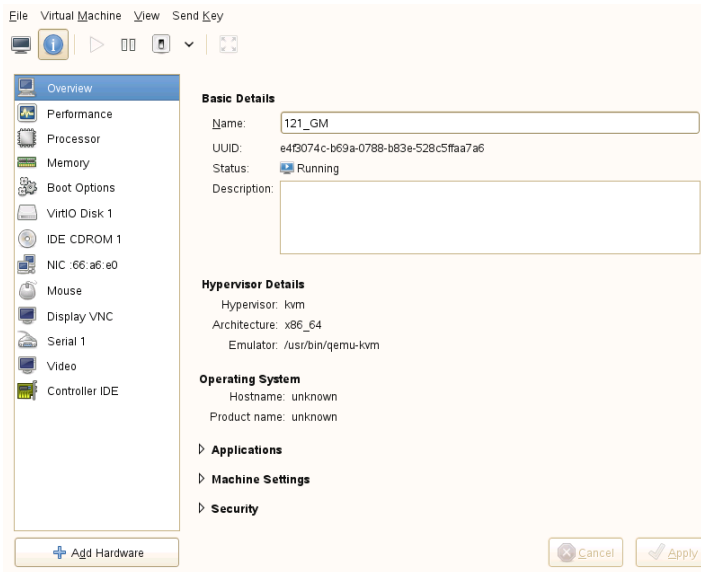 File Virtual Machine View Send Key
Overview
Performance
Processor
Memory
Boot Options
VirtIO Disk 1
IDE CDROM 1
NIC :66:a6:e0
Mouse
Display VNC
Serial 1
Video
Controller IDE
Add Hardware
Basic Details
Name: 121_GM
UUID: e4f3074c-b69a-0788-b83e-528c5ffaa7a6
Status: Running
Description:
Hypervisor Details
Hypervisor: kvm
Architecture: x86_64
Emulator: /usr/bin/qemu-kvm
Operating System
Hostname: unknown
Product name: unknown
Applications
Machine Settings
Security
Cancel Apply